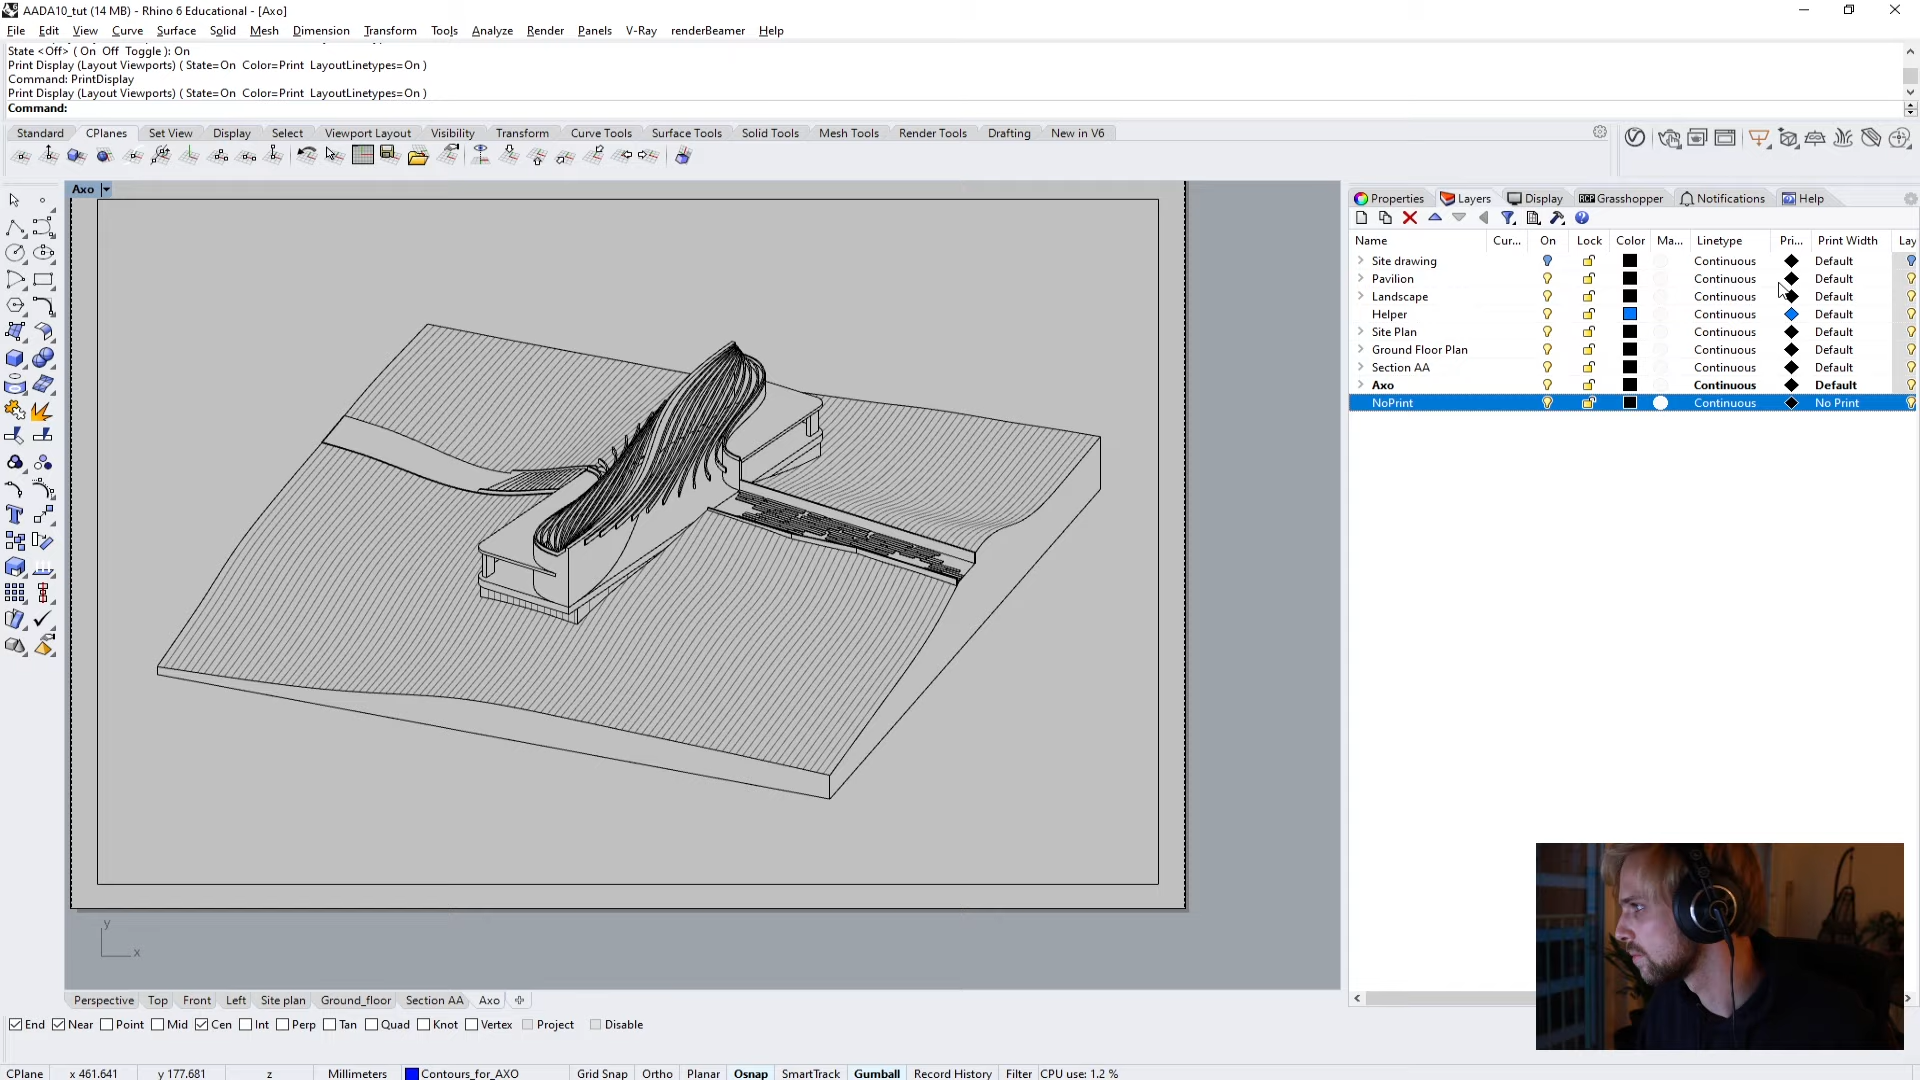 AADA10_tut (14 MB) - Rhino 6 Educational - [Axo]
File Edit View Curve Surface Solid Mesh Dimension Transform Tools Analyze Render Panels V-Ray renderBeamer Help
State <Off> ( On  Off  Toggle ): On
Print Display (Layout Viewports) ( State=On  Color=Print  LayoutLinetypes=On )
Command: PrintDisplay
Print Display (Layout Viewports) ( State=On  Color=Print  LayoutLinetypes=On )
Command:
Standard CPlanes Set View Display Select Viewport Layout Visibility Transform Curve Tools Surface Tools Solid Tools Mesh Tools Render Tools Drafting New in V6
Axo
Properties Layers Display Grasshopper Notifications Help
Name Cur... On Lock Color Ma... Linetype Pri... Print Width Lay
Site drawing Continuous Default
Pavilion Continuous Default
Landscape Continuous Default
Helper Continuous Default
Site Plan Continuous Default
Ground Floor Plan Continuous Default
Section AA Continuous Default
Axo Continuous Default
NoPrint Continuous No Print
y
x
Perspective Top Front Left Site plan Ground_floor Section AA Axo
End Near Point Mid Cen Int Perp Tan Quad Knot Vertex Project Disable
CPlane x 461.641 y 177.681 z Millimeters Contours_for_AXO Grid Snap Ortho Planar Osnap SmartTrack Gumball Record History Filter CPU use: 1.2 %